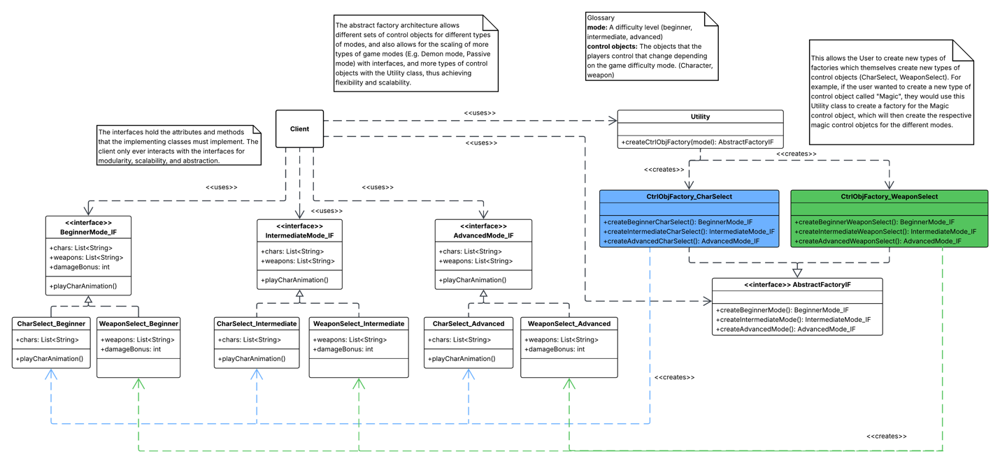 The abstract factory architecture allows
different sets of control objects for different types
of modes, and also allows for the scaling of more
types of game modes (E.g. Demon mode, Passive
mode) with interfaces, and more types of control
objects with the Utility class, thus achieving
flexibility and scalability.
Glossary
mode: A difficulty level (beginner,
intermediate, advanced)
control objects: The objects that the
players control that change depending
on the game difficulty mode. (Character,
weapon)
This allows the User to create new types of
factories which themselves create new types of
control objects (CharSelect, WeaponSelect). For
example, if the user wanted to create a new type of
control object called "Magic", they would use this
Utility class to create a factory for the Magic
control object, which will then create the respective
magic control objetcs for the different modes.
The interfaces hold the attributes and methods
that the implementing classes must implement. The
client only ever interacts with the interfaces for
modularity, scalability, and abstraction.
Client
<<uses>>
<<uses>>
Utility
+createCtrlObjFactory(model): AbstractFactoryIF
<<creates>>
<<creates>>
<<uses>>
<<uses>>
<<uses>>
CtrlObjFactory_CharSelect
+createBeginnerCharSelect(): BeginnerMode_IF
+createIntermediateCharSelect(): IntermediateMode_IF
+createAdvancedCharSelect(): AdvancedMode_IF
CtrlObjFactory_WeaponSelect
+createBeginnerWeaponSelect(): BeginnerMode_IF
+createIntermediateWeaponSelect(): IntermediateMode_IF
+createAdvancedWeaponSelect(): AdvancedMode_IF
<<interface>>
BeginnerMode_IF
+chars: List<String>
+weapons: List<String>
+damageBonus: int
+playCharAnimation()
<<interface>>
IntermediateMode_IF
+chars: List<String>
+weapons: List<String>
+playCharAnimation()
<<interface>>
AdvancedMode_IF
+chars: List<String>
+weapons: List<String>
+playCharAnimation()
<<interface>> AbstractFactoryIF
+createBeginnerMode(): BeginnerMode_IF
+createIntermediateMode(): IntermediateMode_IF
+createAdvancedMode(): AdvancedMode_IF
CharSelect_Beginner
+chars: List<String>
+playCharAnimation()
WeaponSelect_Beginner
+weapons: List<String>
+damageBonus: int
CharSelect_Intermediate
+chars: List<String>
+playCharAnimation()
WeaponSelect_Intermediate
+weapons: List<String>
+damageBonus: int
CharSelect_Advanced
+chars: List<String>
+playCharAnimation()
WeaponSelect_Advanced
+weapons: List<String>
+damageBonus: int
<<creates>>
<<creates>>